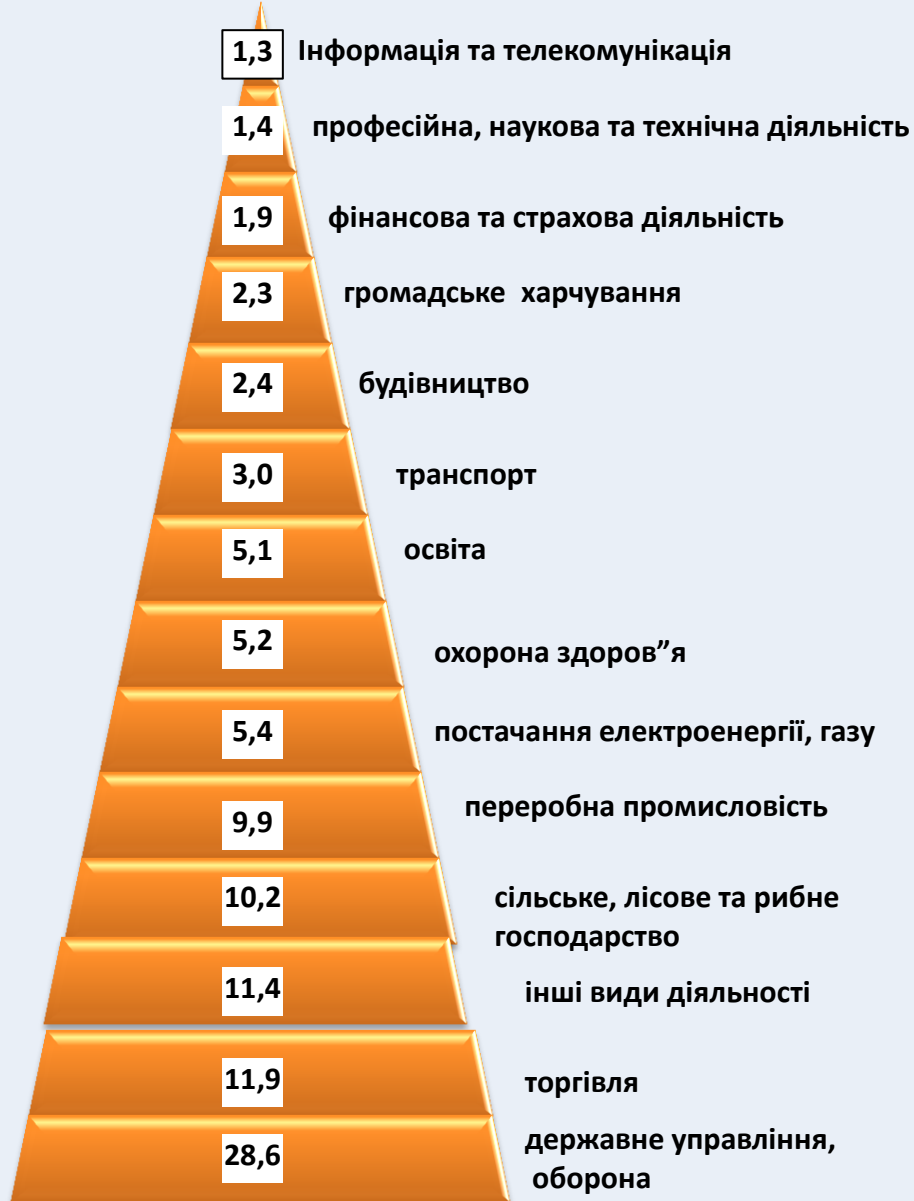 1,3 Інформація та телекомунікація
1,4 професійна, наукова та технічна діяльність
1,9 фінансова та страхова діяльність
2,3 громадське харчування
2,4 будівництво
3,0 транспорт
5,1 освіта
5,2 охорона здоров”я
5,4 постачання електроенергії, газу
9,9 переробна промисловість
10,2 сільське, лісове та рибне
господарство
11,4 інші види діяльності
11,9 торгівля
28,6 державне управління,
оборона